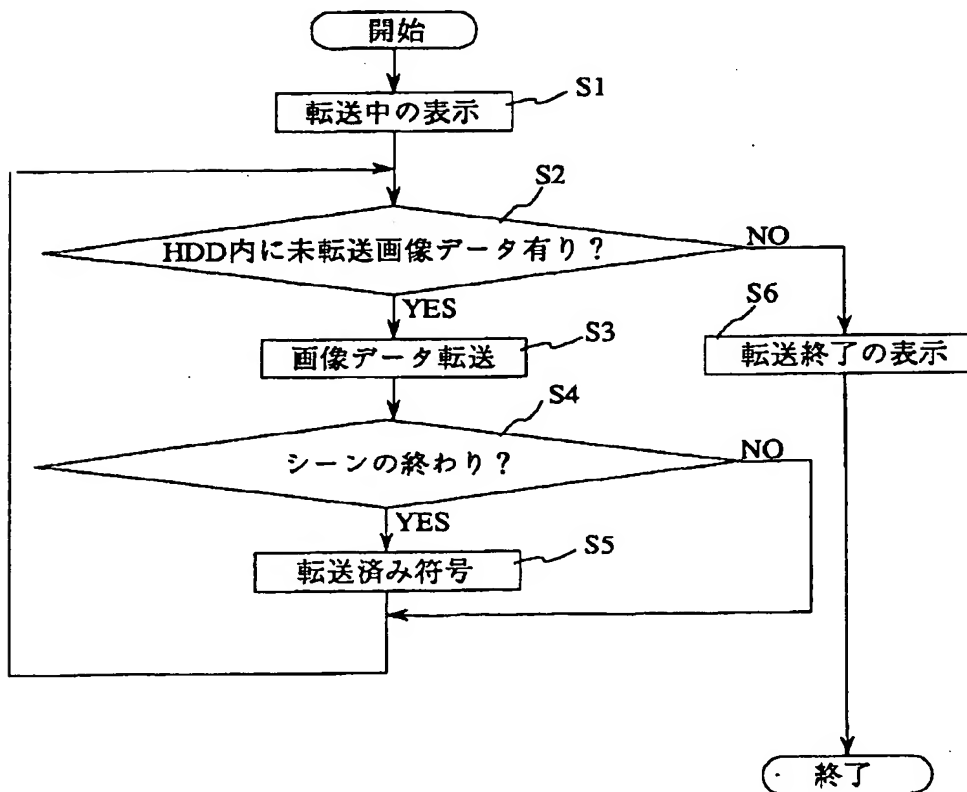 開始
S1
転送中の表示
S2
HDD内に未転送画像データ有り?
NO
YES
S6
S3
転送終了の表示
画像データ転送
S4
シーンの終わり?
NO
YES
S5
転送済み符号
終了